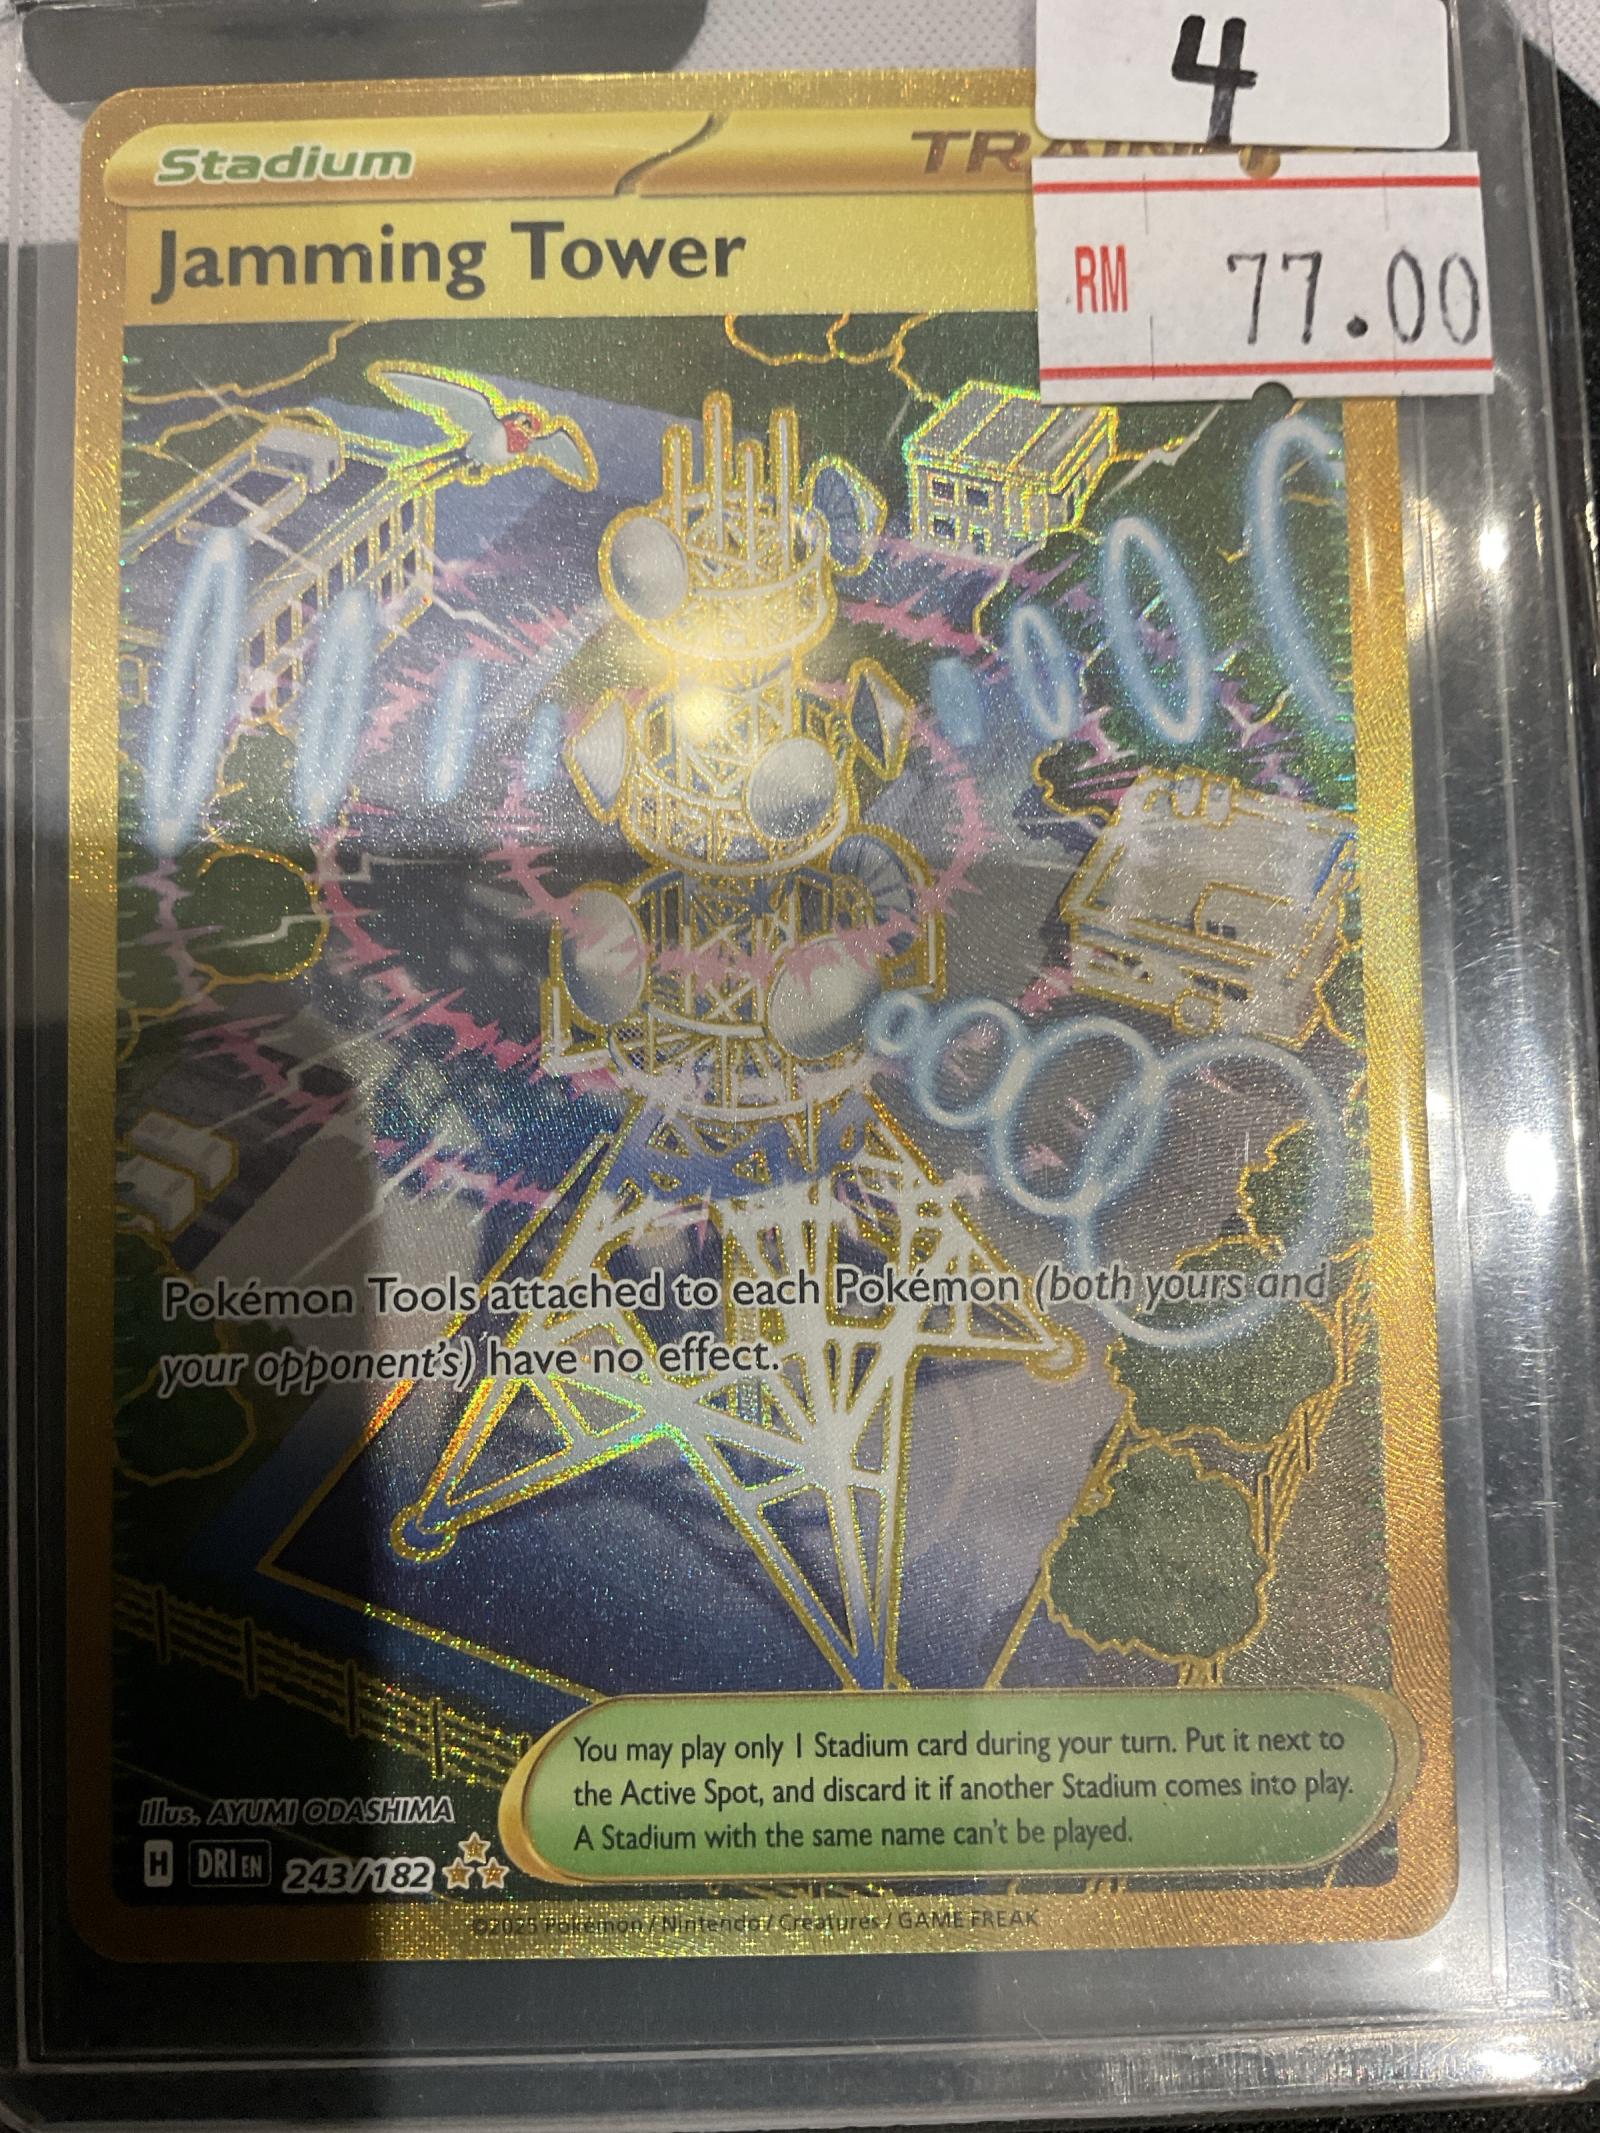 4
Stadium
TRAINER
Jamming Tower
RM 77.00
Pokémon Tools attached to each Pokémon (both yours and
your opponent's) have no effect.
You may play only 1 Stadium card during your turn. Put it next to
the Active Spot, and discard it if another Stadium comes into play.
A Stadium with the same name can't be played.
Illus. AYUMI ODASHIMA
H DRI EN 243/182
©2025 Pokémon / Nintendo / Creatures / GAME FREAK